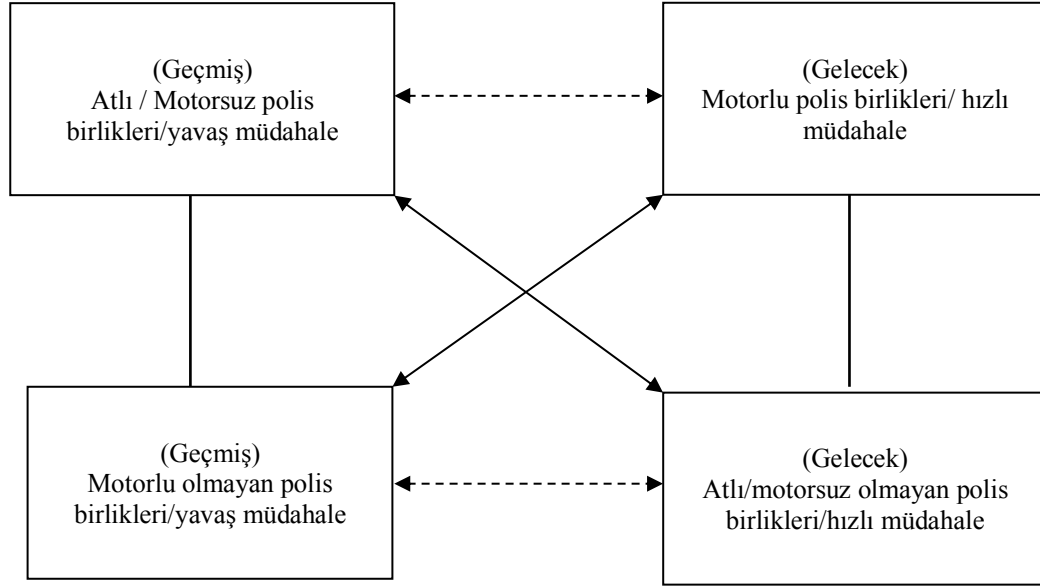 (Geçmiş)
Atlı / Motorsuz polis
birlikleri/yavaş müdahale
(Gelecek)
Motorlu polis birlikleri/ hızlı
müdahale
(Geçmiş)
Motorlu olmayan polis
birlikleri/yavaş müdahale
(Gelecek)
Atlı/motorsuz olmayan polis
birlikleri/hızlı müdahale